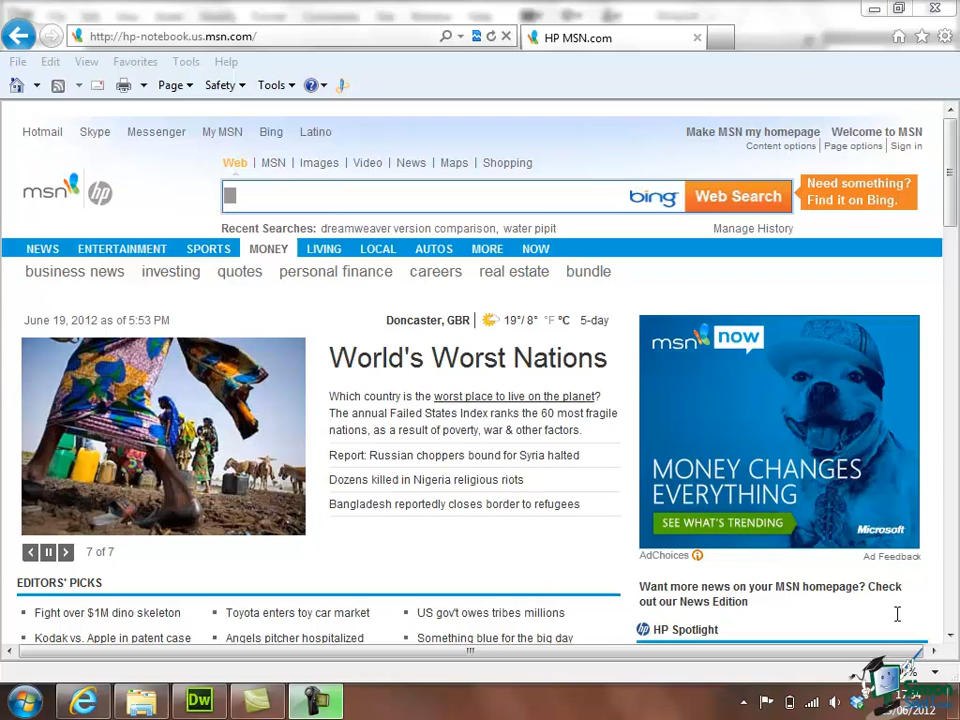 http://hp-notebook.us.msn.com/
HP MSN.com
File Edit View Favorites Tools Help
Page Safety Tools
Hotmail Skype Messenger My MSN Bing Latino
Make MSN my homepage Welcome to MSN
Content options | Page options | Sign in
Web | MSN | Images | Video | News | Maps | Shopping
msn hp
bing Web Search
Need something?
Find it on Bing.
Recent Searches: dreamweaver version comparison, water pipit
Manage History
NEWS ENTERTAINMENT SPORTS MONEY LIVING LOCAL AUTOS MORE NOW
business news investing quotes personal finance careers real estate bundle
June 19, 2012 as of 5:53 PM
Doncaster, GBR | 19°/ 8° °F °C 5-day
World's Worst Nations
Which country is the worst place to live on the planet?
The annual Failed States Index ranks the 60 most fragile
nations, as a result of poverty, war & other factors.
Report: Russian choppers bound for Syria halted
Dozens killed in Nigeria religious riots
Bangladesh reportedly closes border to refugees
7 of 7
msn now
MONEY CHANGES
EVERYTHING
SEE WHAT'S TRENDING
Microsoft
AdChoices
Ad Feedback
EDITORS' PICKS
Fight over $1M dino skeleton
Toyota enters toy car market
US gov't owes tribes millions
Kodak vs. Apple in patent case
Angels pitcher hospitalized
Something blue for the big day
Want more news on your MSN homepage? Check
out our News Edition
hp HP Spotlight
Dw